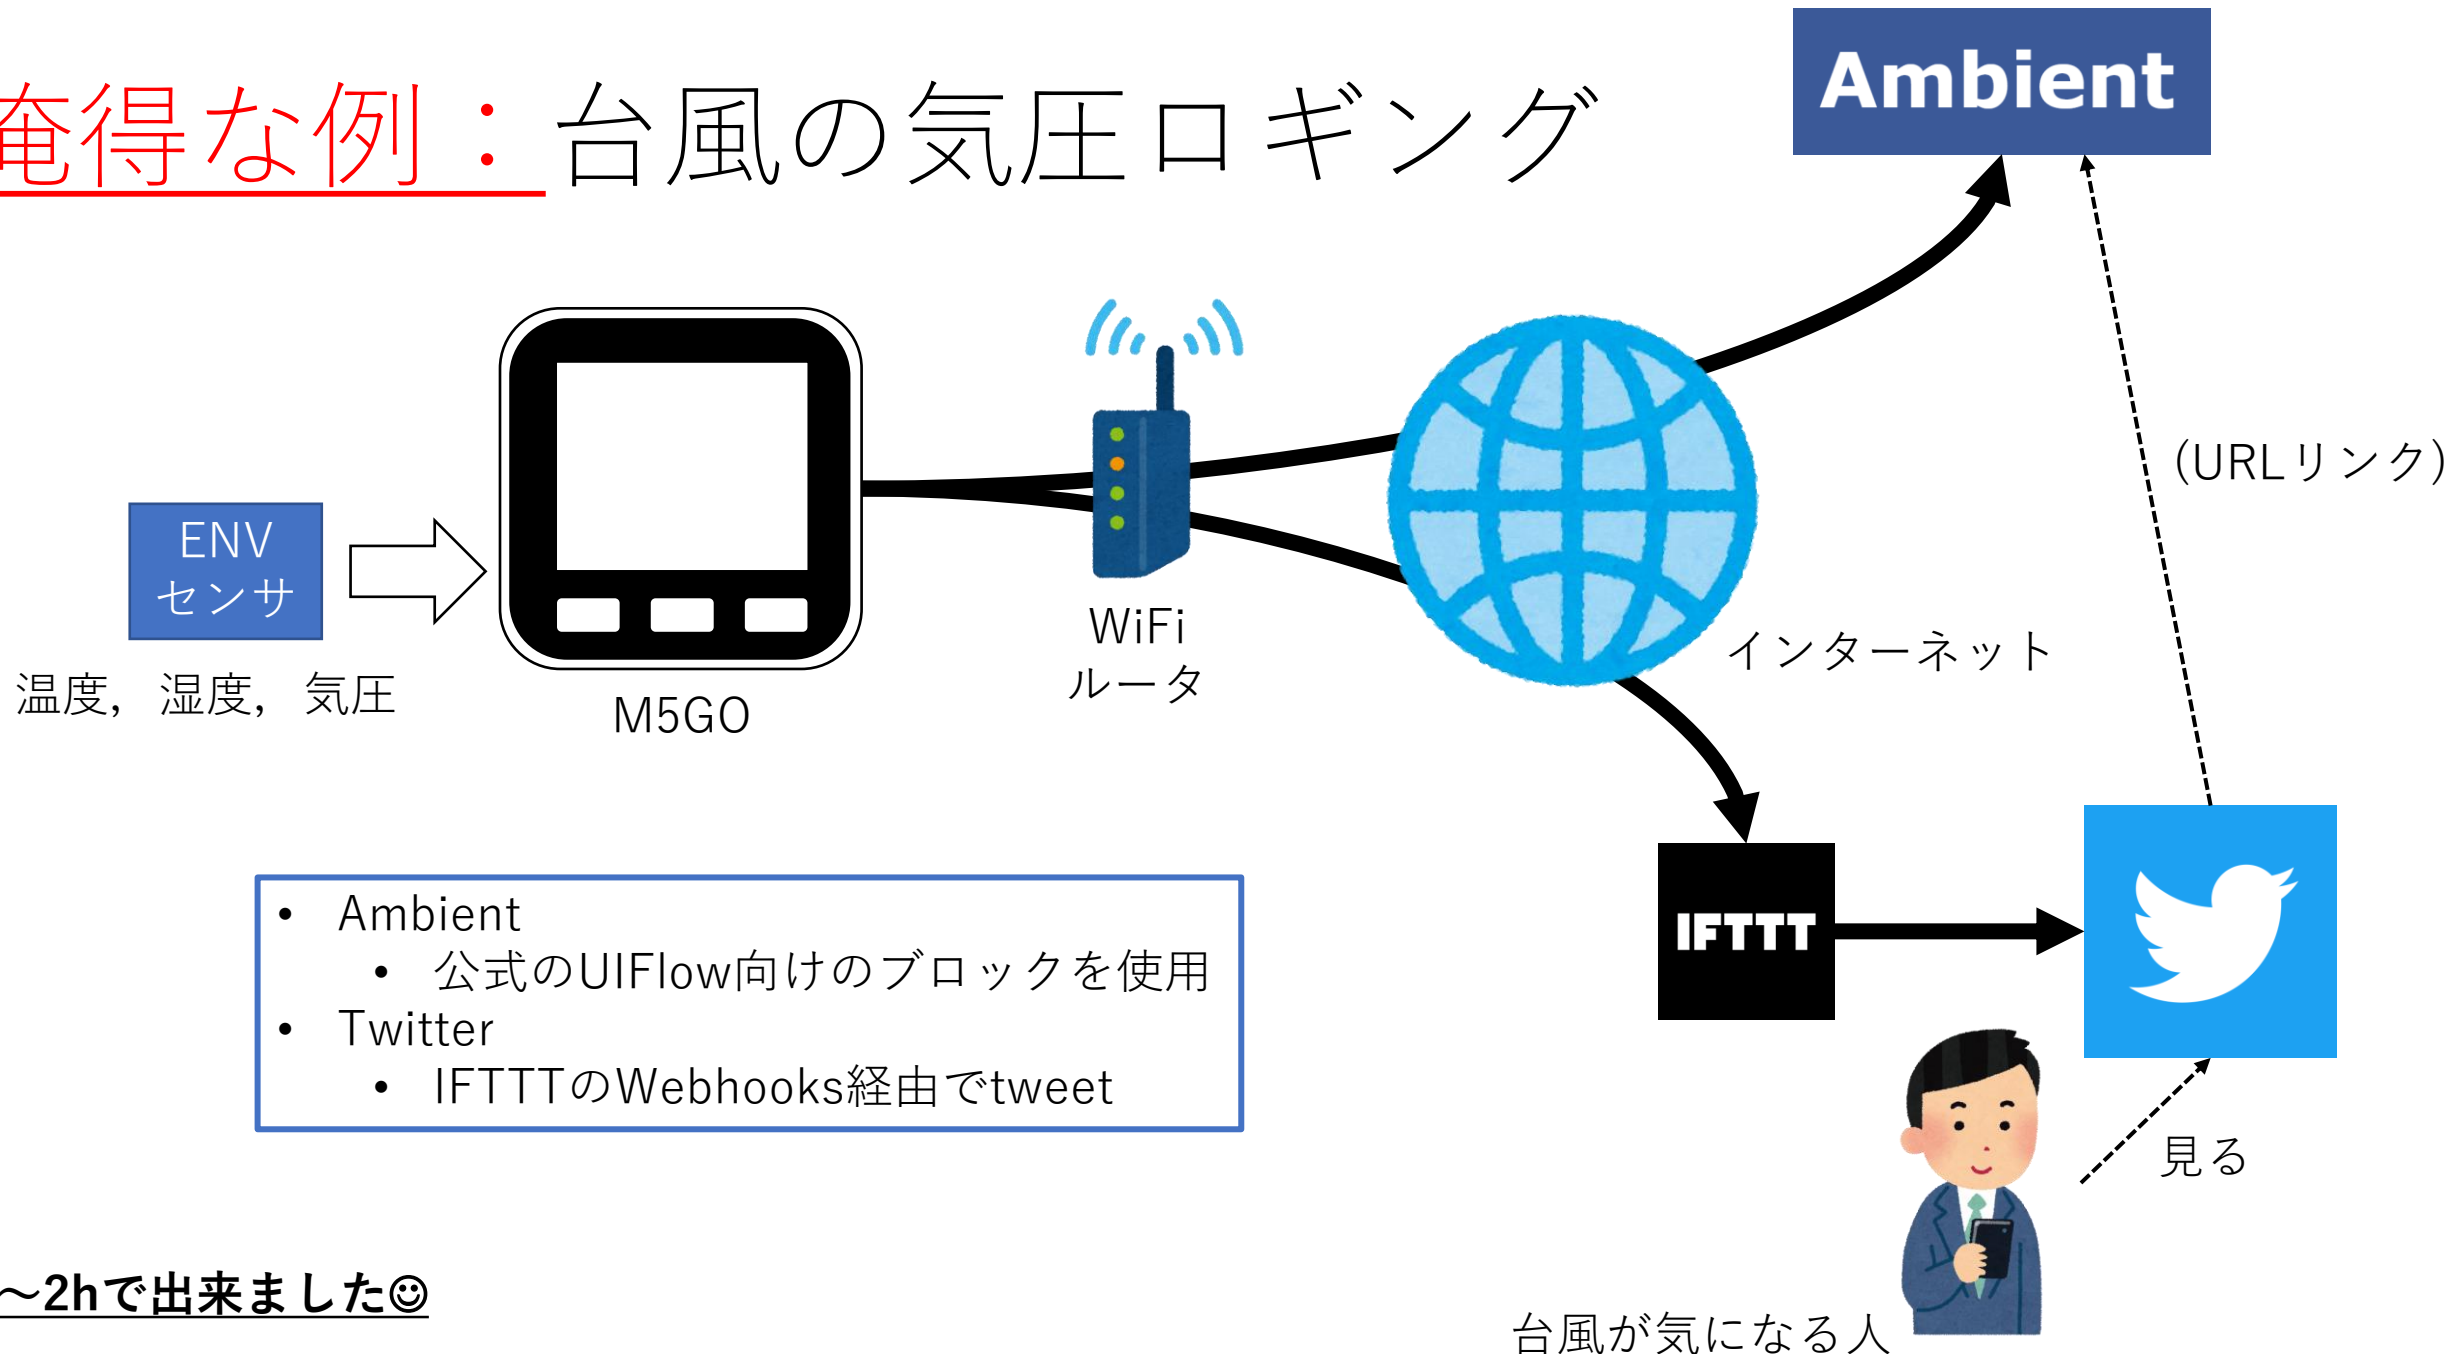 俺得な例：台風の気圧ロギング
Ambient
(URLリンク)
ENV
センサ
温度，湿度，気圧
M5GO
WiFi
ルータ
インターネット
• Ambient
• 公式のUIFlow向けのブロックを使用
• Twitter
• IFTTTのWebhooks経由でtweet
IFTTT
見る
～2hで出来ました☺
台風が気になる人